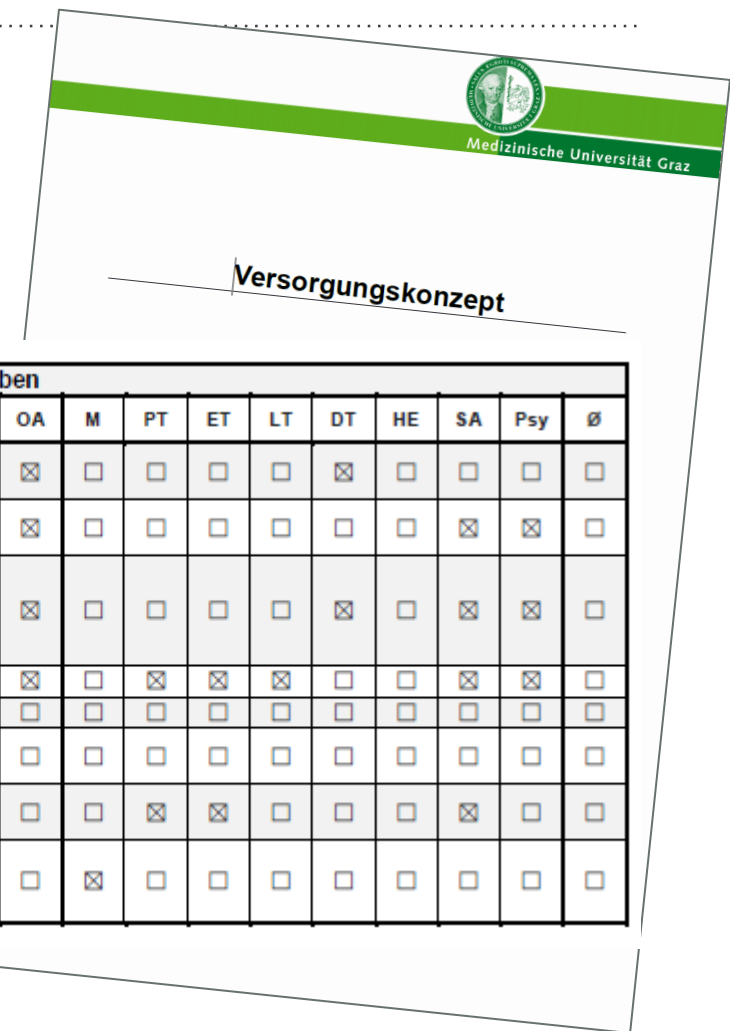 Medizinische Universität Graz
Versorgungskonzept
ben
OA M PT ET LT DT HE SA Psy Ø
☒ ☐ ☐ ☐ ☐ ☒ ☐ ☐ ☐ ☐
☒ ☐ ☐ ☐ ☐ ☐ ☐ ☒ ☒ ☐
☒ ☐ ☐ ☐ ☐ ☒ ☐ ☒ ☒ ☐
☒ ☐ ☒ ☒ ☒ ☐ ☐ ☒ ☒ ☐
☐ ☐ ☐ ☐ ☐ ☐ ☐ ☐ ☐ ☐
☐ ☐ ☐ ☐ ☐ ☐ ☐ ☐ ☐ ☐
☐ ☐ ☒ ☒ ☐ ☐ ☐ ☒ ☐ ☐
☐ ☒ ☐ ☐ ☐ ☐ ☐ ☐ ☐ ☐